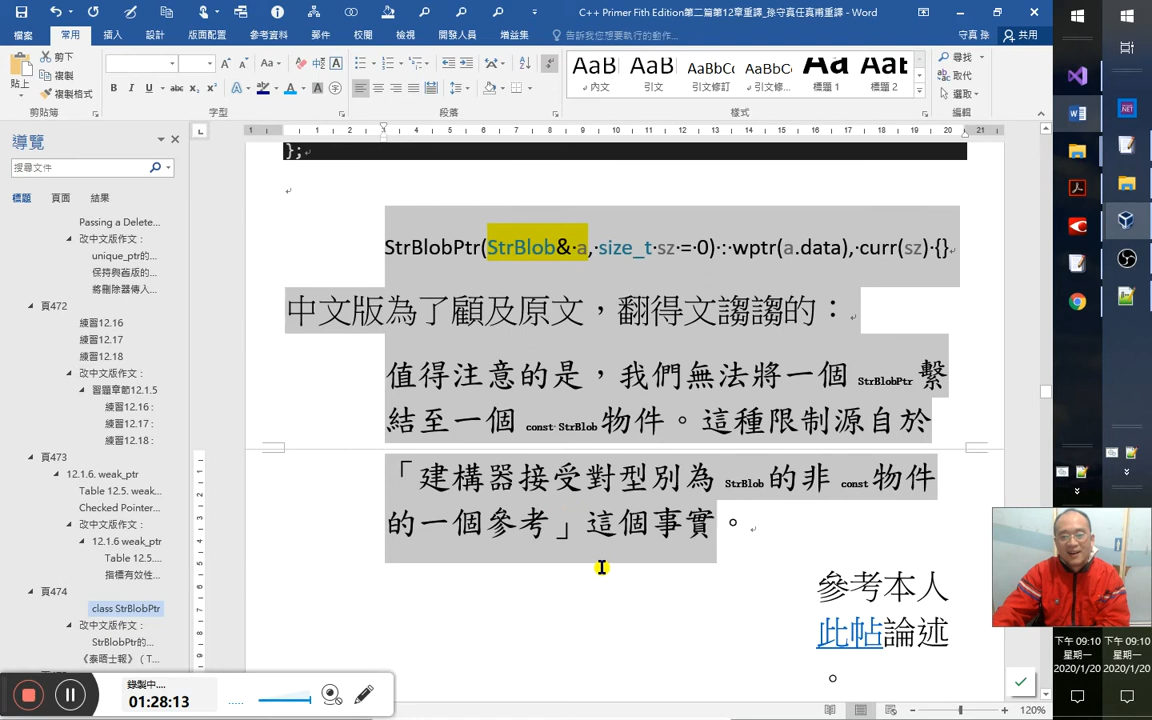 C++ Primer Fith Edition第二篇第12章重譯_孫守真任真甫重譯 - Word
檔案
常用
插入
設計
版面配置
參考資料
郵件
校閱
檢視
開發人員
增益集
告訴我您想要執行的動作...
守真 孫
共用
貼上
剪下
複製
複製格式
剪貼簿
字型
段落
AaB
AaB
AaBbCc
AaBbCc
AaB
AaBt
內文
引文
引文修訂
引文修...
標題 1
標題 2
樣式
尋找
取代
選取
編輯
導覽
搜尋文件
標題
頁面
結果
Passing a Delete...
改中文版作文：
unique_ptr的...
保持與舊版的...
將刪除器傳入...
頁472
練習12.16
練習12.17
練習12.18
改中文版作文：
習題章節12.1.5
練習12.16：
練習12.17：
練習12.18：
頁473
12.1.6. weak_ptr
Table 12.5. weak...
Checked Pointer...
改中文版作文：
12.1.6 weak_ptr
Table 12.5....
指標有效性...
頁474
class StrBlobPtr
改中文版作文：
StrBlobPtr的...
};
StrBlobPtr(StrBlob& a, size_t sz = 0) : wptr(a.data), curr(sz) {}
中文版為了顧及原文，翻得文謅謅的：
值得注意的是，我們無法將一個 StrBlobPtr 繫
結至一個 const StrBlob 物件。這種限制源自於
「建構器接受對型別為 StrBlob 的非 const 物件
的一個參考」這個事實。
參考本人
此帖論述
。
錄製中....
01:28:13
120%
下午 09:10
星期一
2020/1/20
下午 09:10
星期一
2020/1/20